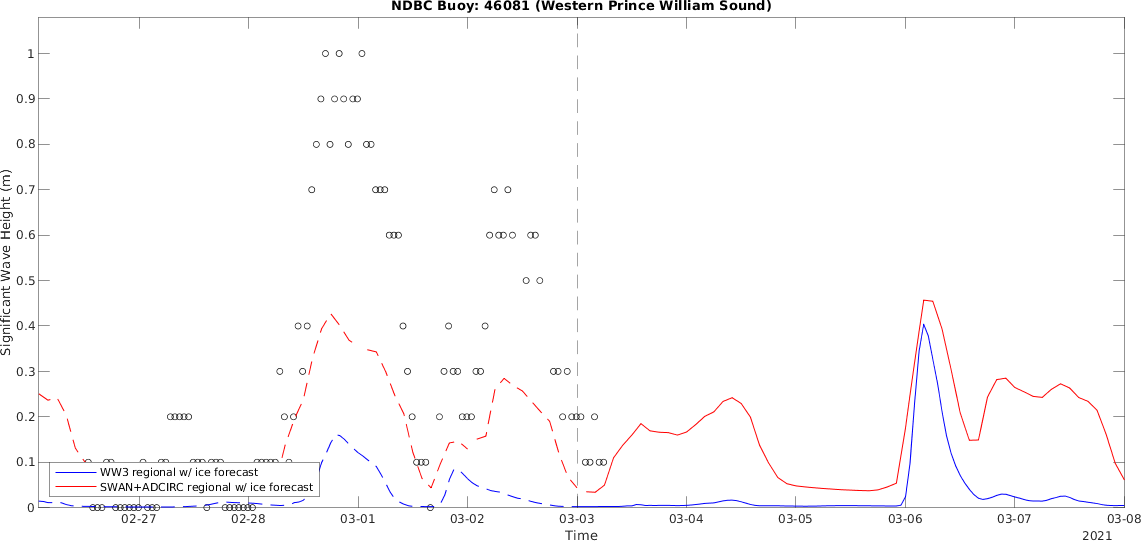 NDBC Buoy: 46081 (Western Prince William Sound)
Significant Wave Height (m)
1
0.9
0.8
0.7
0.6
0.5
0.4
0.3
0.2
0.1
0
WW3 regional w/ ice forecast
SWAN+ADCIRC regional w/ ice forecast
02-27 02-28 03-01 03-02 03-03 03-04 03-05 03-06 03-07 03-08
Time
2021